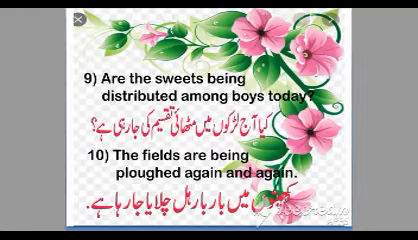 9) Are the sweets being
distributed among boys today?
کیا آج لڑکوں میں مٹھائی تقسیم کی جا رہی ہے؟
10) The fields are being
ploughed again and again.
کھیتوں میں بار بار ہل چلایا جا رہا ہے.